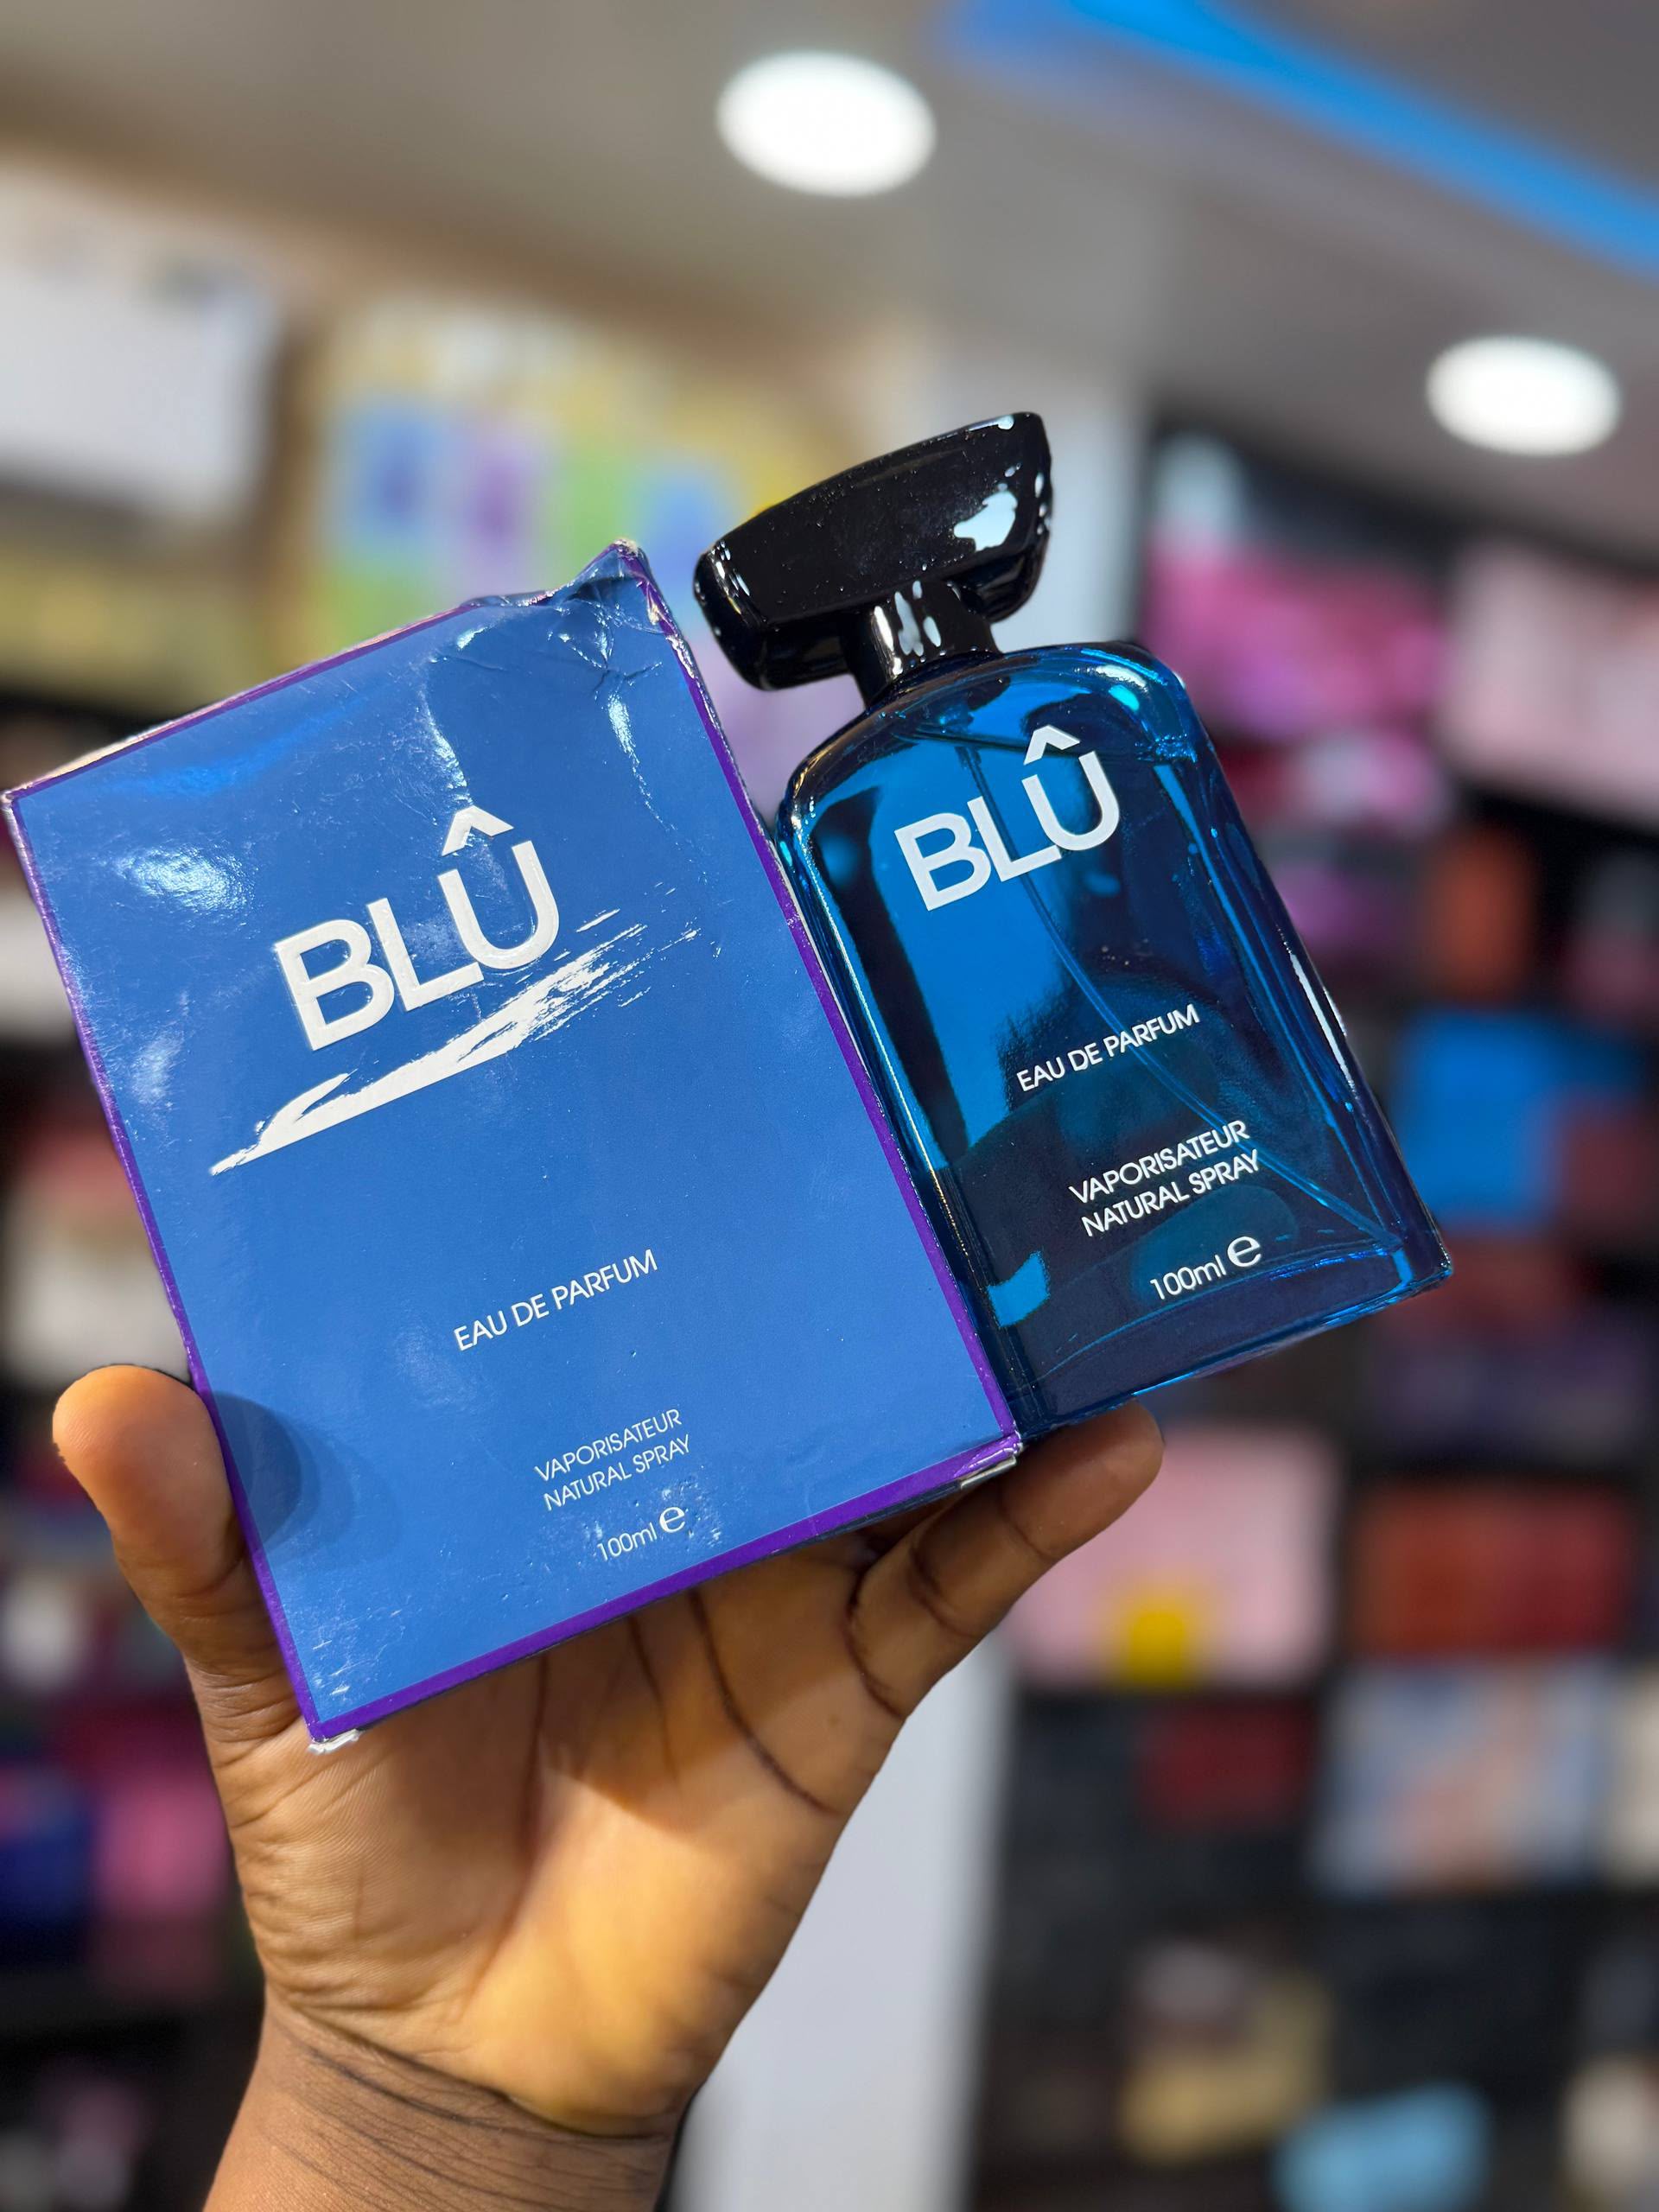 BLÛ
EAU DE PARFUM
VAPORISATEUR
NATURAL SPRAY
100ml ℮
BLÛ
EAU DE PARFUM
VAPORISATEUR
NATURAL SPRAY
100ml ℮